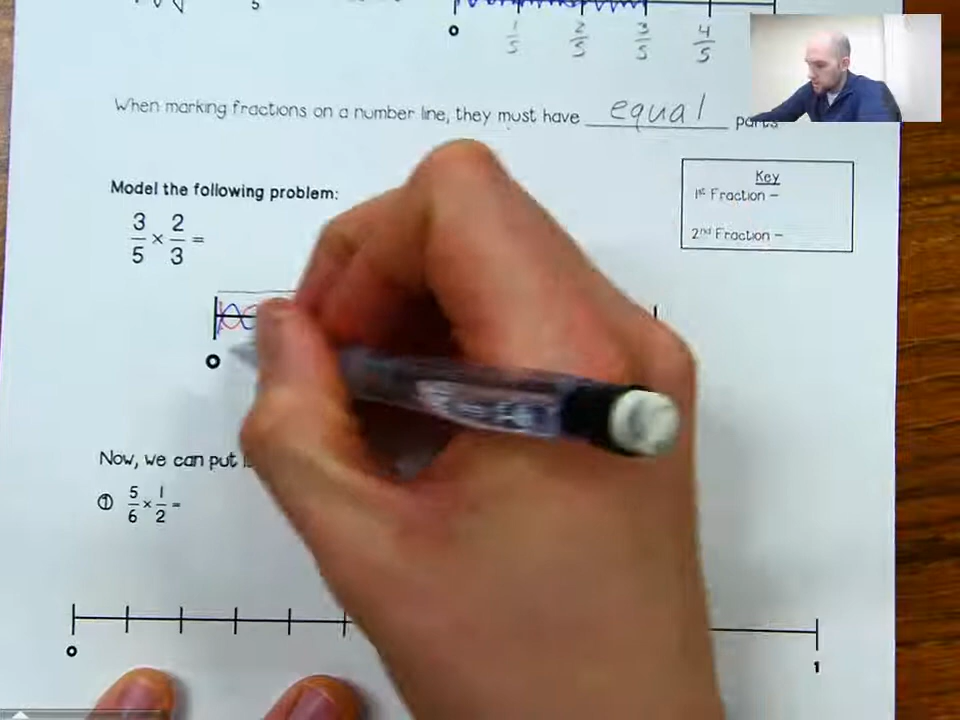 5
0 1/5 2/5 3/5 4/5
When marking fractions on a number line, they must have equal parts
Key
1st Fraction –
2nd Fraction –
Model the following problem:
3/5 × 2/3 =
0
Now, we can put
① 5/6 × 1/2 =
0 1